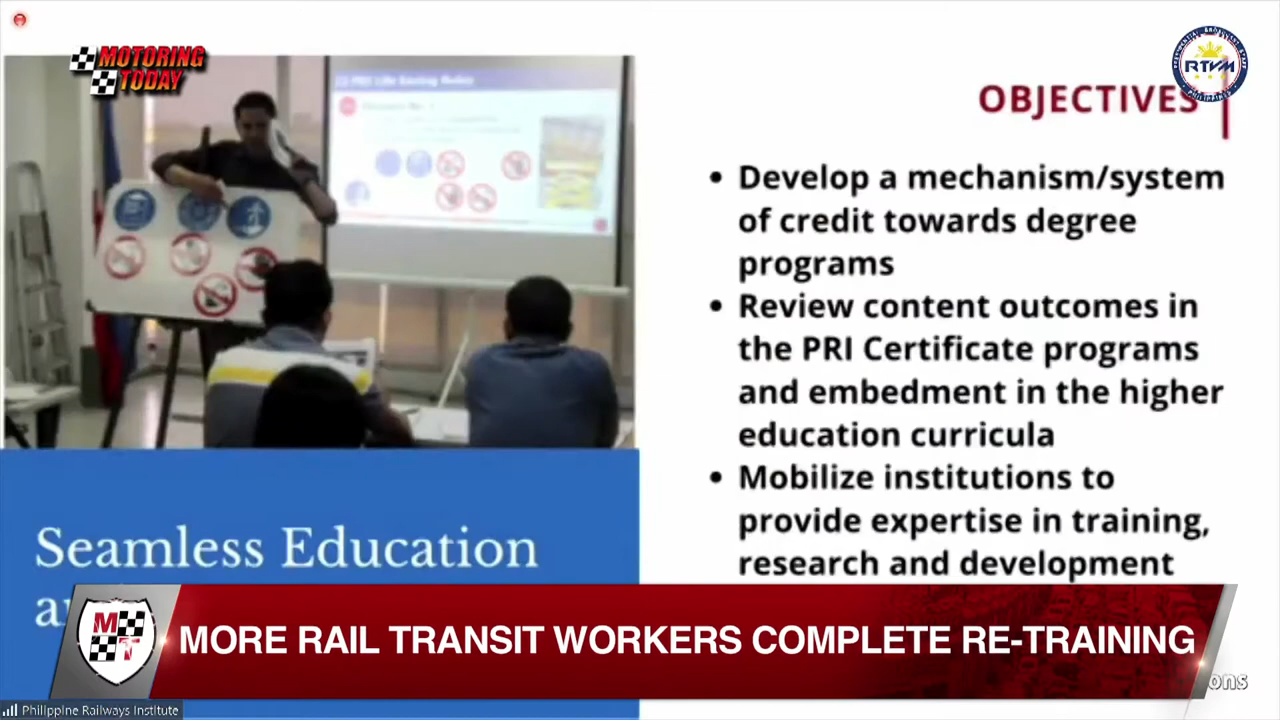 MOTORING
TODAY
RTVM
OBJECTIVES
• Develop a mechanism/system
of credit towards degree
programs
• Review content outcomes in
the PRI Certificate programs
and embedment in the higher
education curricula
• Mobilize institutions to
provide expertise in training,
research and development
Seamless Education
MT
MORE RAIL TRANSIT WORKERS COMPLETE RE-TRAINING
Philippine Railways Institute